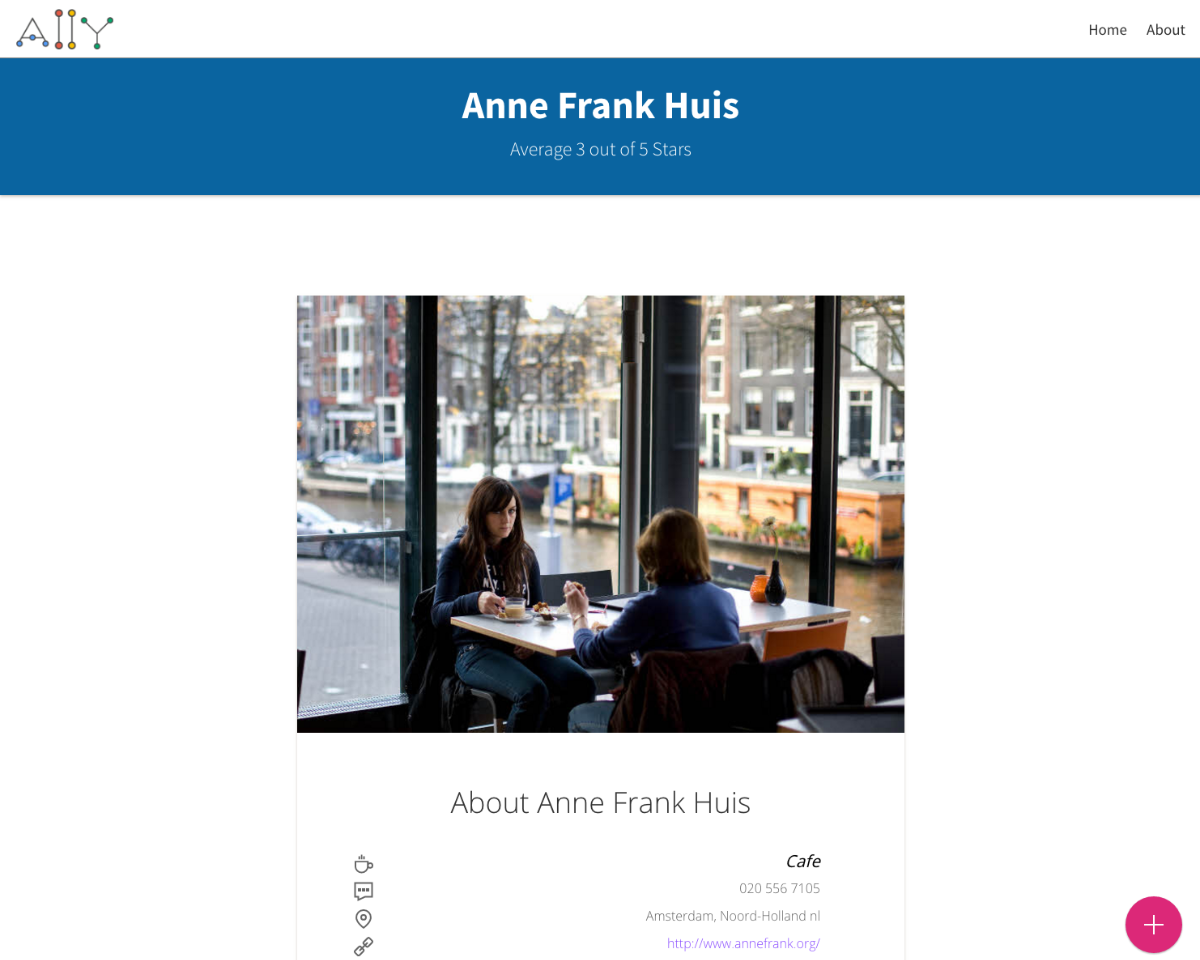 Ally
Home
About
Anne Frank Huis
Average 3 out of 5 Stars
About Anne Frank Huis
Cafe
020 556 7105
Amsterdam, Noord-Holland nl
http://www.annefrank.org/